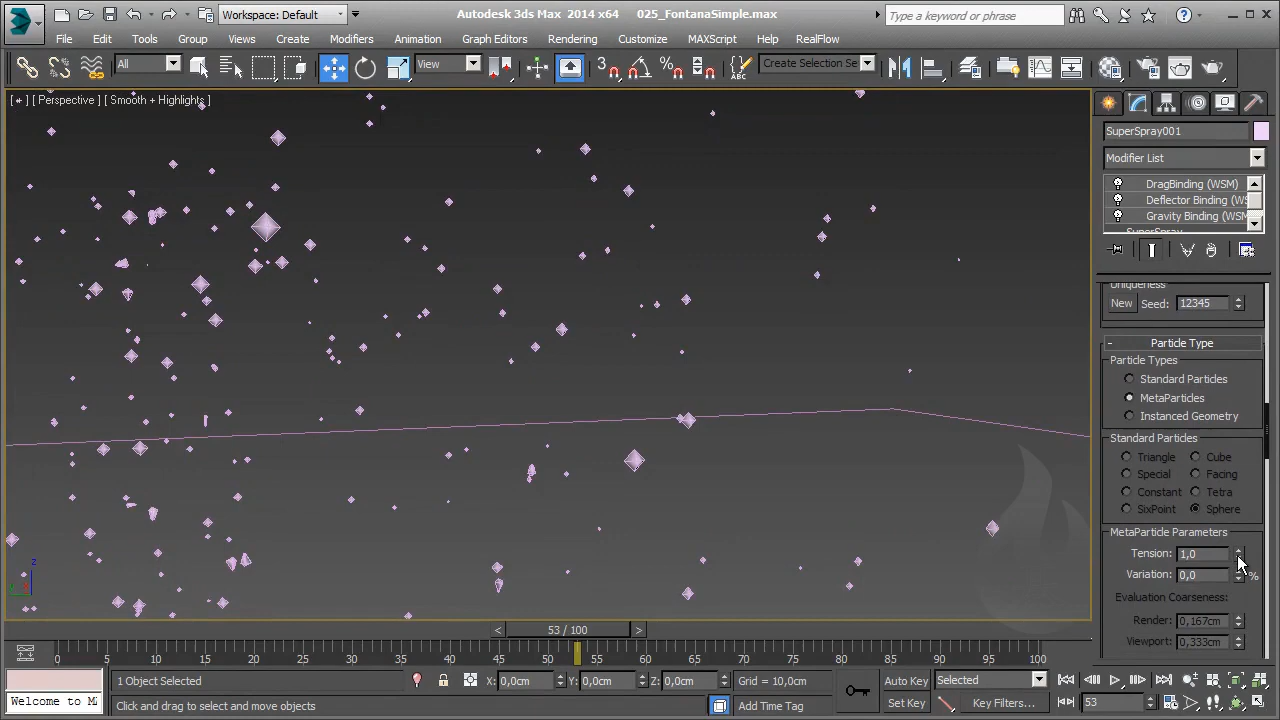 Workspace: Default
Autodesk 3ds Max 2014 x64 025_FontanaSimple.max
Type a keyword or phrase
File Edit Tools Group Views Create Modifiers Animation Graph Editors Rendering Customize MAXScript Help RealFlow
All
View
Create Selection Se
[ + ] [ Perspective ] [ Smooth + Highlights ]
SuperSpray001
Modifier List
DragBinding (WSM)
Deflector Binding (WS
Gravity Binding (WSM
SuperSpray
Uniqueness
New Seed: 12345
- Particle Type
Particle Types
Standard Particles
MetaParticles
Instanced Geometry
Standard Particles
Triangle Cube
Special Facing
Constant Tetra
SixPoint Sphere
MetaParticle Parameters
Tension: 1,0
Variation: 0,0 %
Evaluation Coarseness:
Render: 0,167cm
Viewport: 0,333cm
z
< 53 / 100 >
0 5 10 15 20 25 30 35 40 45 50 55 60 65 70 75 80 85 90 95 100
1 Object Selected X: 0,0cm Y: 0,0cm Z: 0,0cm Grid = 10,0cm Auto Key Selected
Welcome to MA Click and drag to select and move objects Add Time Tag Set Key Key Filters... 53